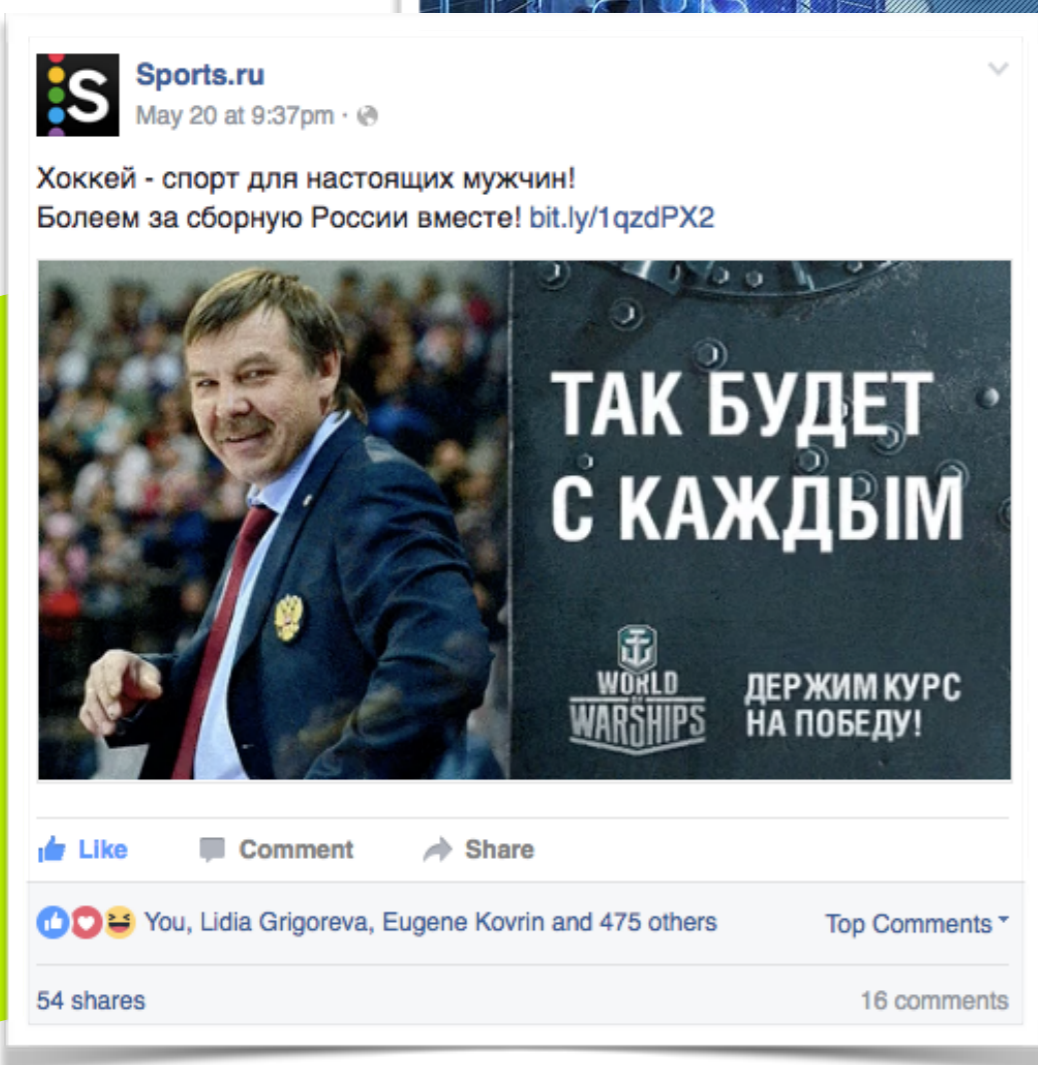 S
Sports.ru
May 20 at 9:37pm ·
Хоккей - спорт для настоящих мужчин!
Болеем за сборную России вместе! bit.ly/1qzdPX2
ТАК БУДЕТ
С КАЖДЫМ
WORLD
OF
WARSHIPS
ДЕРЖИМ КУРС
НА ПОБЕДУ!
Like Comment Share
You, Lidia Grigoreva, Eugene Kovrin and 475 others Top Comments
54 shares 16 comments